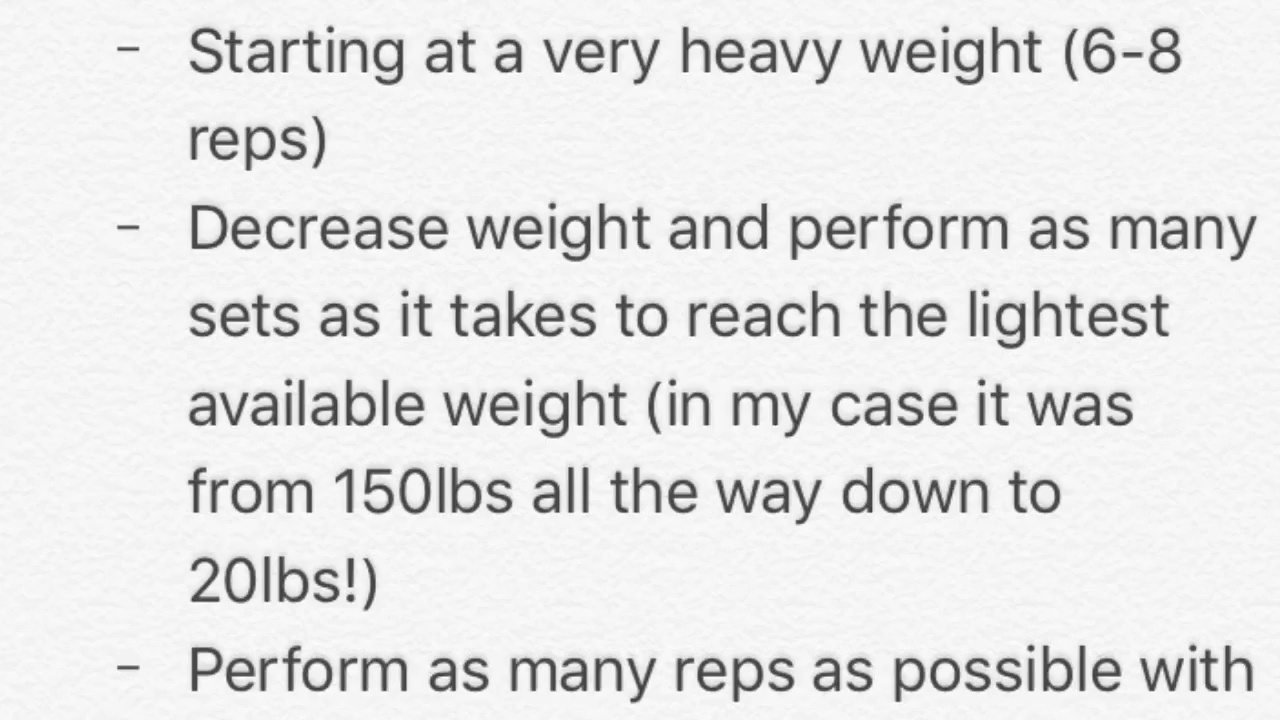 - Starting at a very heavy weight (6-8
reps)
- Decrease weight and perform as many
sets as it takes to reach the lightest
available weight (in my case it was
from 150lbs all the way down to
20lbs!)
- Perform as many reps as possible with